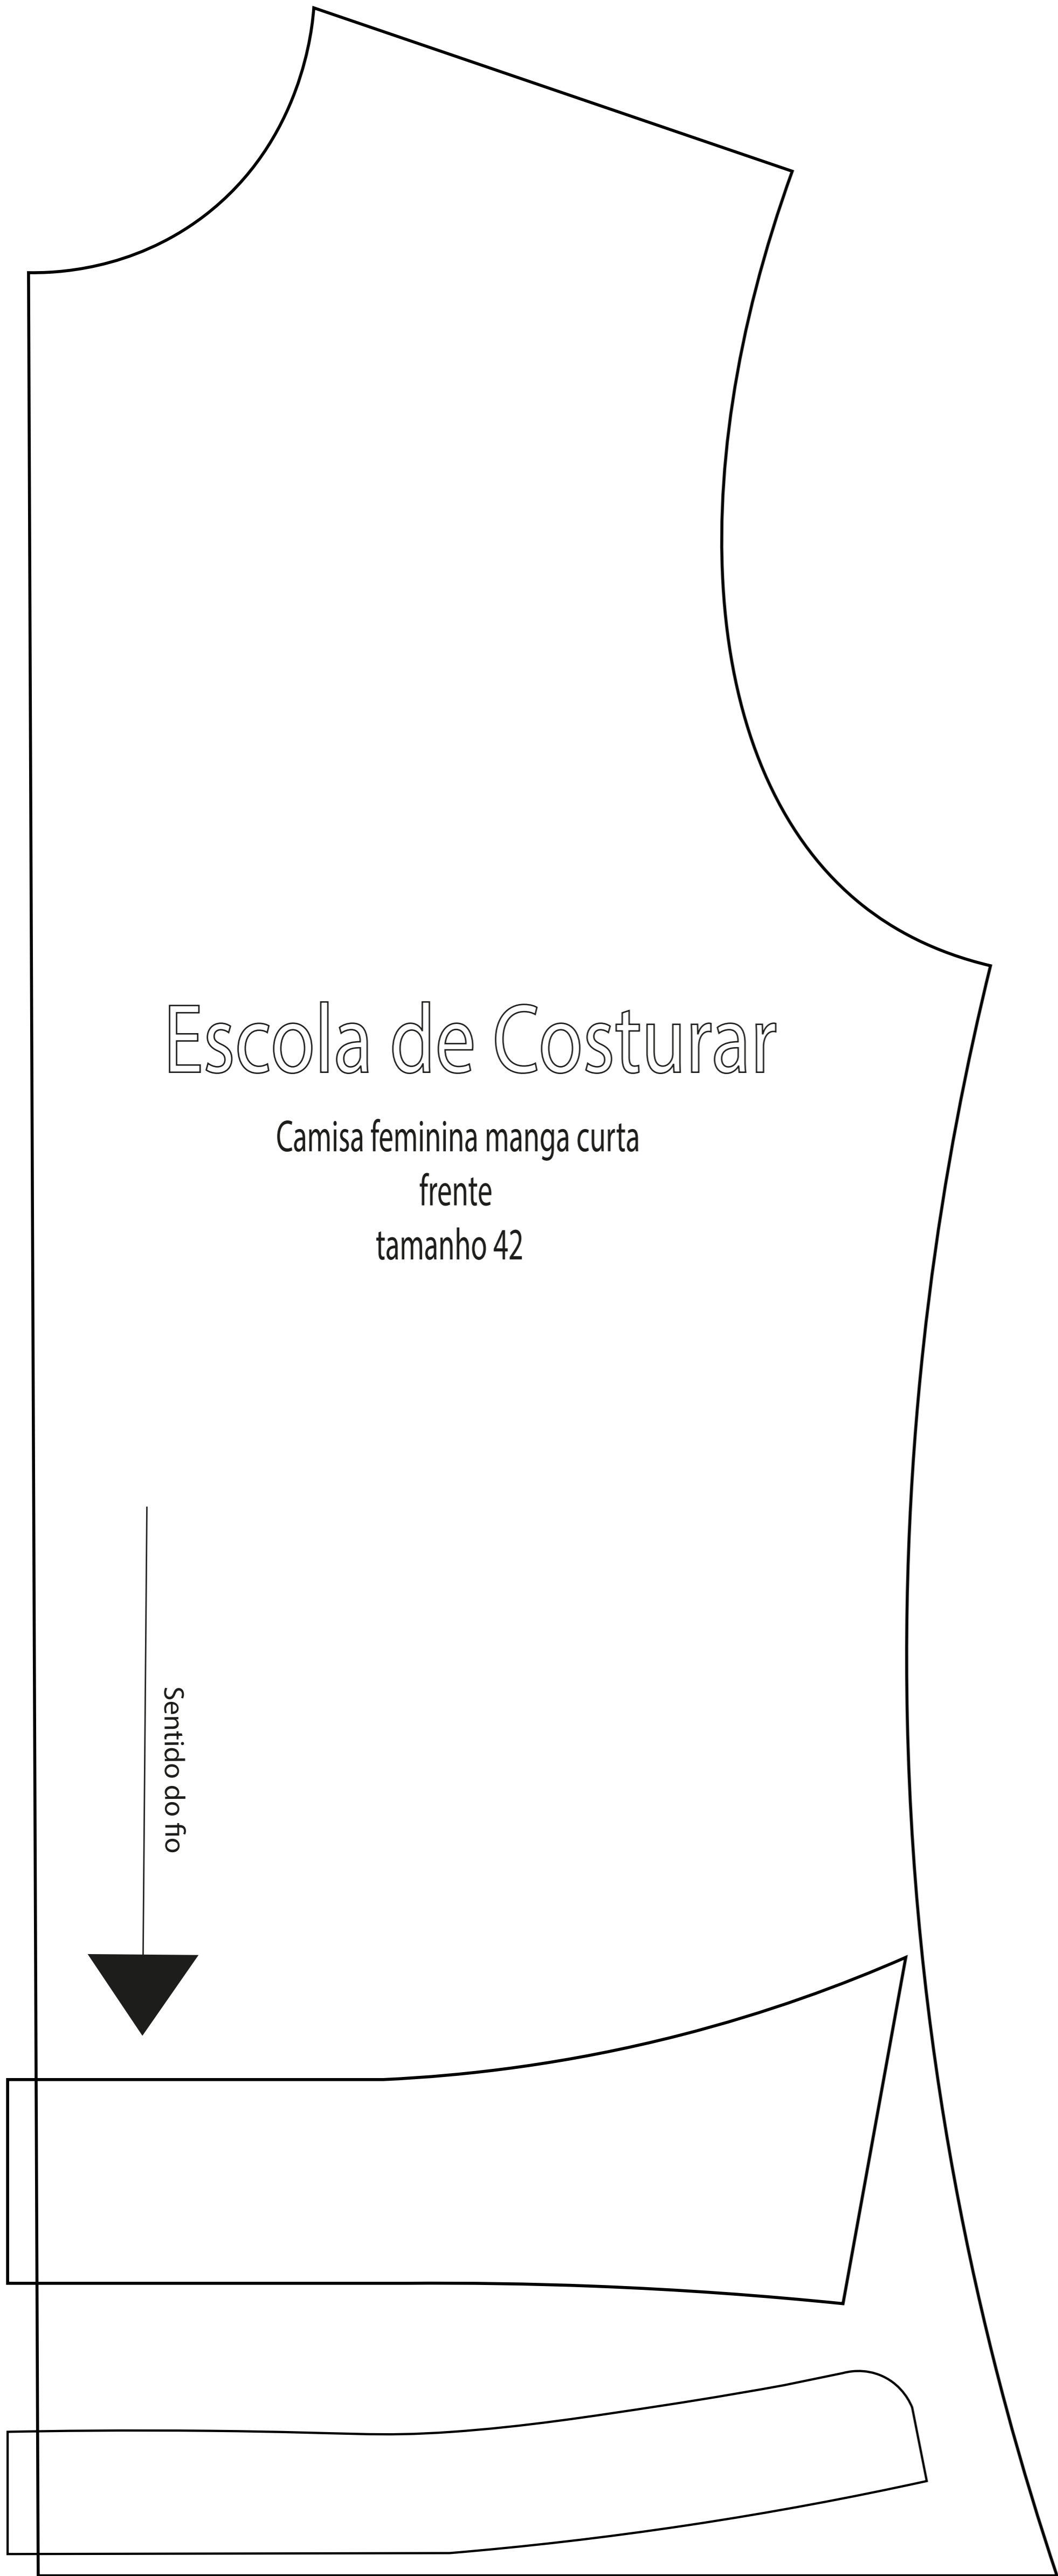 Escola de Costurar
Camisa feminina manga curta
frente
tamanho 42
Sentido do fio